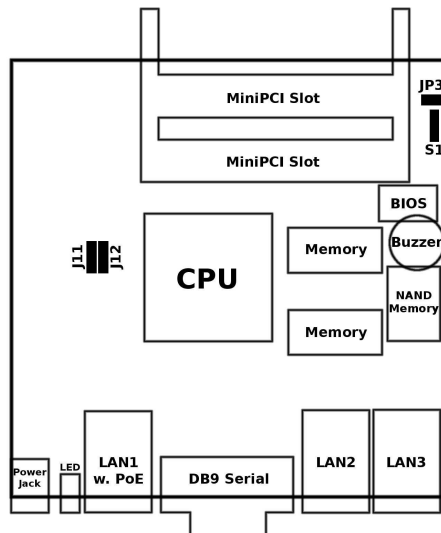 JP3
MiniPCI Slot
S1
MiniPCI Slot
BIOS
J11
J12
Memory
Buzzer
CPU
NAND
Memory
Memory
LAN1
w. PoE
LED
Power
Jack
DB9 Serial
LAN2
LAN3